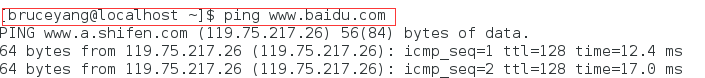 [bruceyang@localhost ~]$ ping www.baidu.com
PING www.a.shifen.com (119.75.217.26) 56(84) bytes of data.
64 bytes from 119.75.217.26 (119.75.217.26): icmp_seq=1 ttl=128 time=12.4 ms
64 bytes from 119.75.217.26 (119.75.217.26): icmp_seq=2 ttl=128 time=17.0 ms